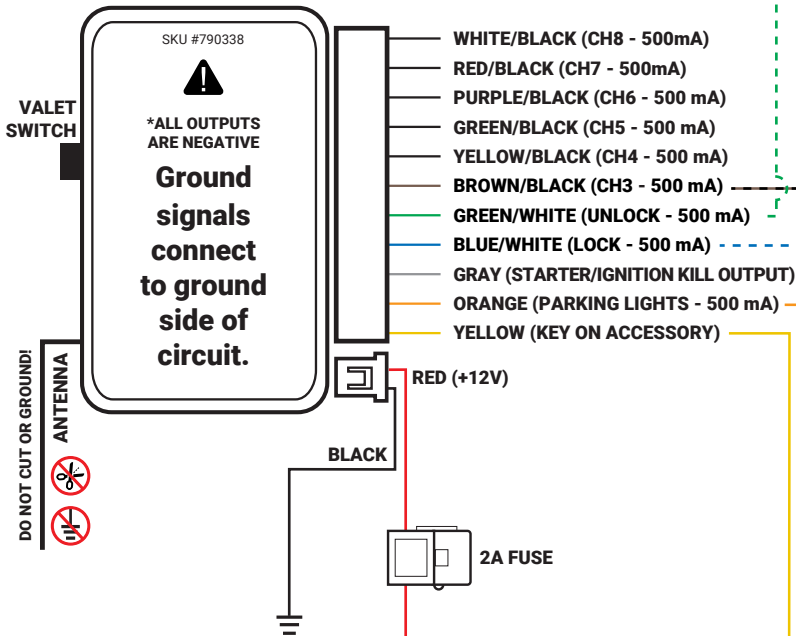 SKU #790338
*ALL OUTPUTS
ARE NEGATIVE
Ground
signals
connect
to ground
side of
circuit.
VALET
SWITCH
DO NOT CUT OR GROUND!
ANTENNA
WHITE/BLACK (CH8 - 500mA)
RED/BLACK (CH7 - 500mA)
PURPLE/BLACK (CH6 - 500 mA)
GREEN/BLACK (CH5 - 500 mA)
YELLOW/BLACK (CH4 - 500 mA)
BROWN/BLACK (CH3 - 500 mA)
GREEN/WHITE (UNLOCK - 500 mA)
BLUE/WHITE (LOCK - 500 mA)
GRAY (STARTER/IGNITION KILL OUTPUT)
ORANGE (PARKING LIGHTS - 500 mA)
YELLOW (KEY ON ACCESSORY)
RED (+12V)
BLACK
2A FUSE